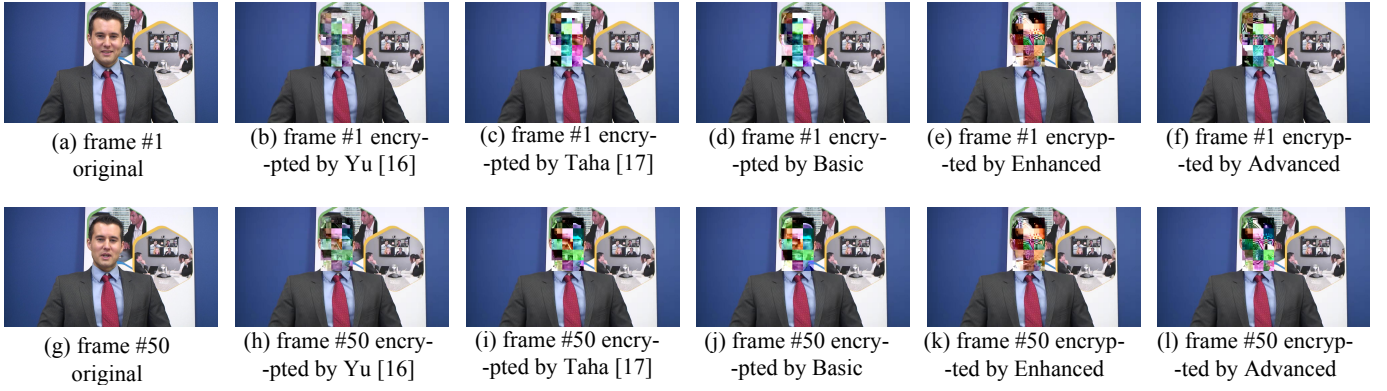 (a) frame #1
original
(b) frame #1 encry-
-pted by Yu [16]
(c) frame #1 encry-
-pted by Taha [17]
(d) frame #1 encry-
-pted by Basic
(e) frame #1 encryp-
-ted by Enhanced
(f) frame #1 encryp-
-ted by Advanced
(g) frame #50
original
(h) frame #50 encry-
-pted by Yu [16]
(i) frame #50 encry-
-pted by Taha [17]
(j) frame #50 encry-
-pted by Basic
(k) frame #50 encryp-
-ted by Enhanced
(l) frame #50 encryp-
-ted by Advanced